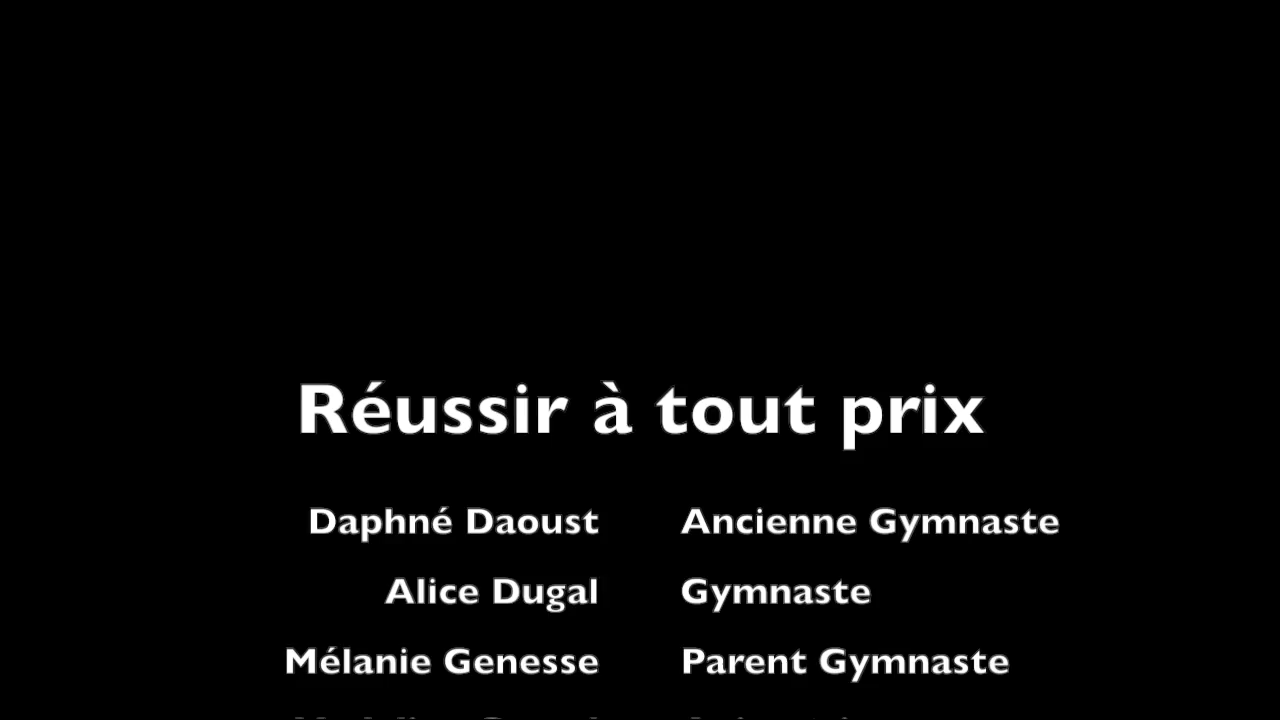 Réussir à tout prix
Daphné Daoust Ancienne Gymnaste
Alice Dugal Gymnaste
Mélanie Genesse Parent Gymnaste